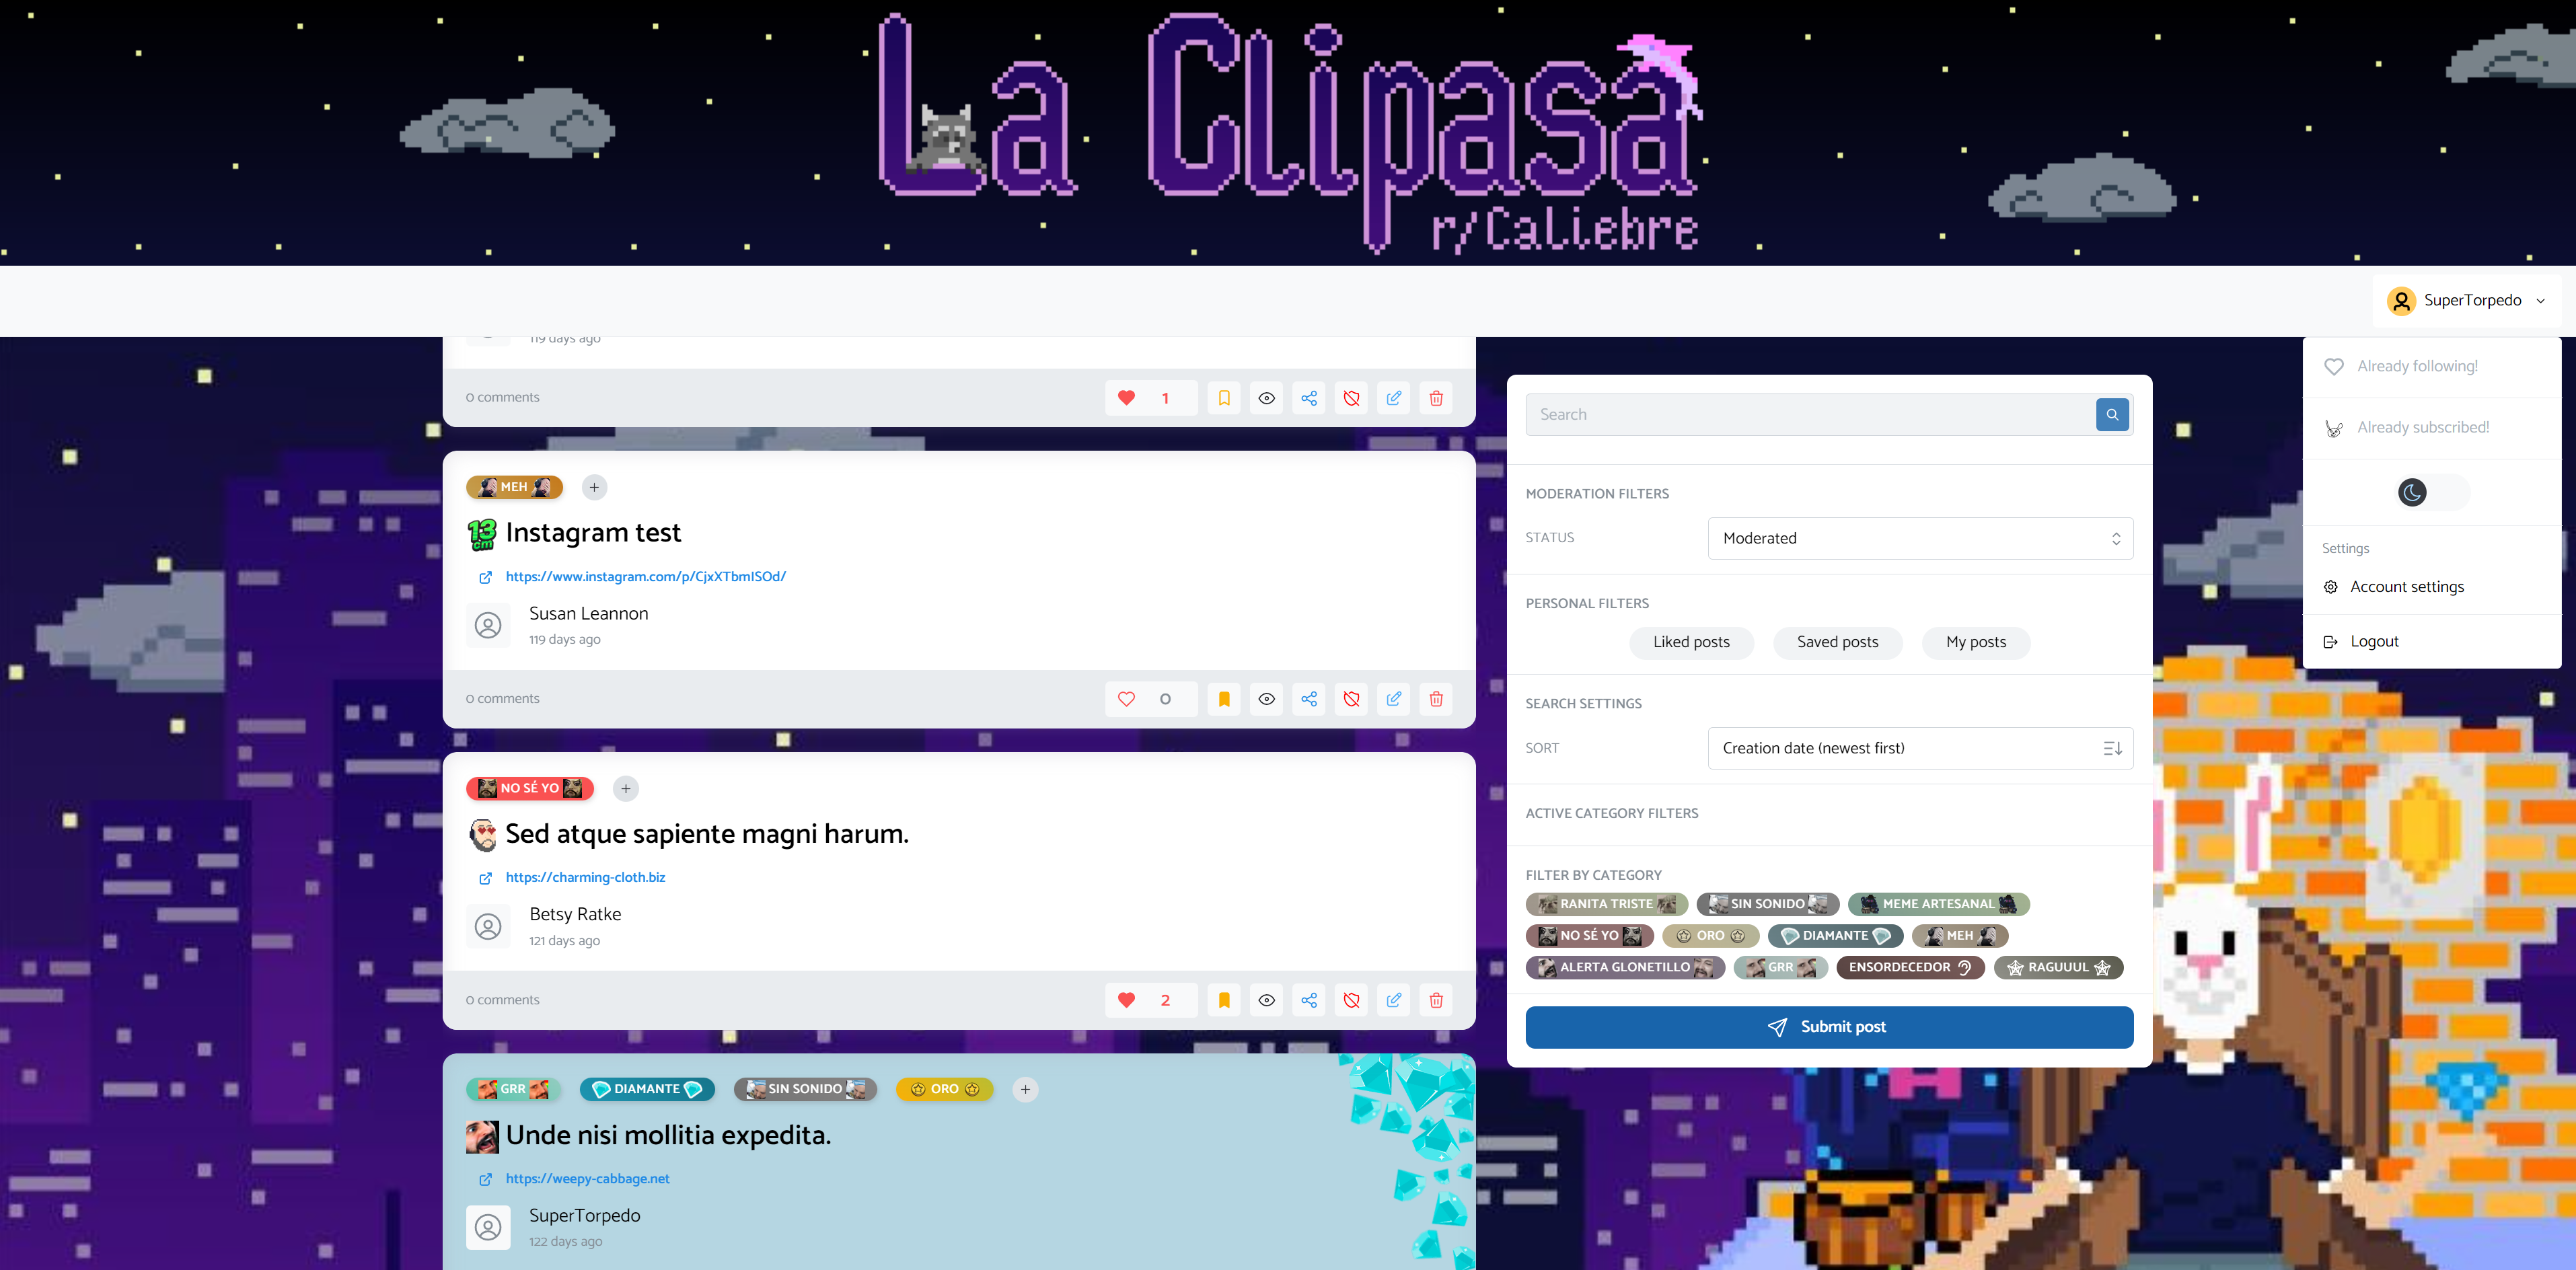 La Clipasa
r/Caliebre
SuperTorpedo
119 days ago
0 comments
1
MEH
13 cm
Instagram test
https://www.instagram.com/p/CjxXTbmISOd/
Susan Leannon
119 days ago
0 comments
0
NO SÉ YO
Sed atque sapiente magni harum.
https://charming-cloth.biz
Betsy Ratke
121 days ago
0 comments
2
GRR DIAMANTE SIN SONIDO ORO
Unde nisi mollitia expedita.
https://weepy-cabbage.net
SuperTorpedo
122 days ago
Search
MODERATION FILTERS
STATUS Moderated
PERSONAL FILTERS
Liked posts Saved posts My posts
SEARCH SETTINGS
SORT Creation date (newest first)
ACTIVE CATEGORY FILTERS
FILTER BY CATEGORY
RANITA TRISTE SIN SONIDO MEME ARTESANAL
NO SÉ YO ORO DIAMANTE MEH
ALERTA GLONETILLO GRR ENSORDECEDOR RAGUUUL
Submit post
Already following!
Already subscribed!
Settings
Account settings
Logout